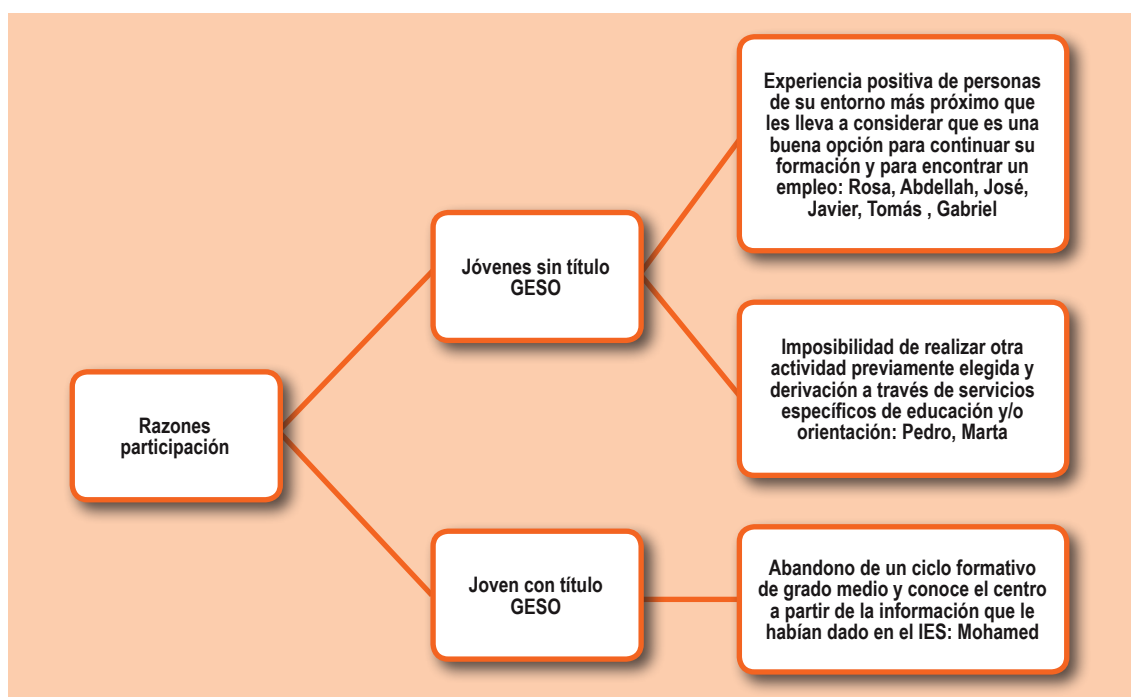 Razones
participación
Jóvenes sin título
GESO
Experiencia positiva de personas
de su entorno más próximo que
les lleva a considerar que es una
buena opción para continuar su
formación y para encontrar un
empleo: Rosa, Abdellah, José,
Javier, Tomás , Gabriel
Imposibilidad de realizar otra
actividad previamente elegida y
derivación a través de servicios
específicos de educación y/o
orientación: Pedro, Marta
Joven con título
GESO
Abandono de un ciclo formativo
de grado medio y conoce el centro
a partir de la información que le
habían dado en el IES: Mohamed